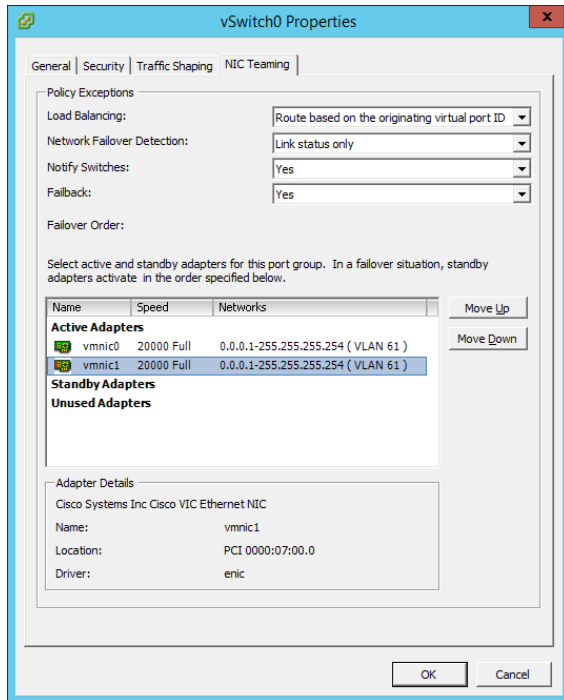 vSwitch0 Properties
x
General Security Traffic Shaping NIC Teaming
Policy Exceptions
Load Balancing: Route based on the originating virtual port ID
Network Failover Detection: Link status only
Notify Switches: Yes
Failback: Yes
Failover Order:
Select active and standby adapters for this port group. In a failover situation, standby
adapters activate in the order specified below.
Name Speed Networks Move Up
Active Adapters
vmnic0 20000 Full 0.0.0.1-255.255.255.254 ( VLAN 61 ) Move Down
vmnic1 20000 Full 0.0.0.1-255.255.255.254 ( VLAN 61 )
Standby Adapters
Unused Adapters
Adapter Details
Cisco Systems Inc Cisco VIC Ethernet NIC
Name: vmnic1
Location: PCI 0000:07:00.0
Driver: enic
OK Cancel